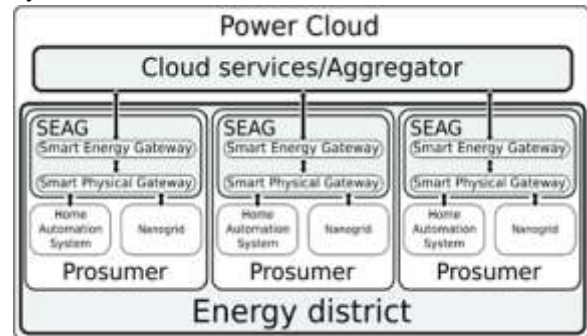 Power Cloud
Cloud services/Aggregator
SEAG
Smart Energy Gateway
Smart Physical Gateway
Home
Automation
System
Nanogrid
Prosumer
SEAG
Smart Energy Gateway
Smart Physical Gateway
Home
Automation
System
Nanogrid
Prosumer
SEAG
Smart Energy Gateway
Smart Physical Gateway
Home
Automation
System
Nanogrid
Prosumer
Energy district